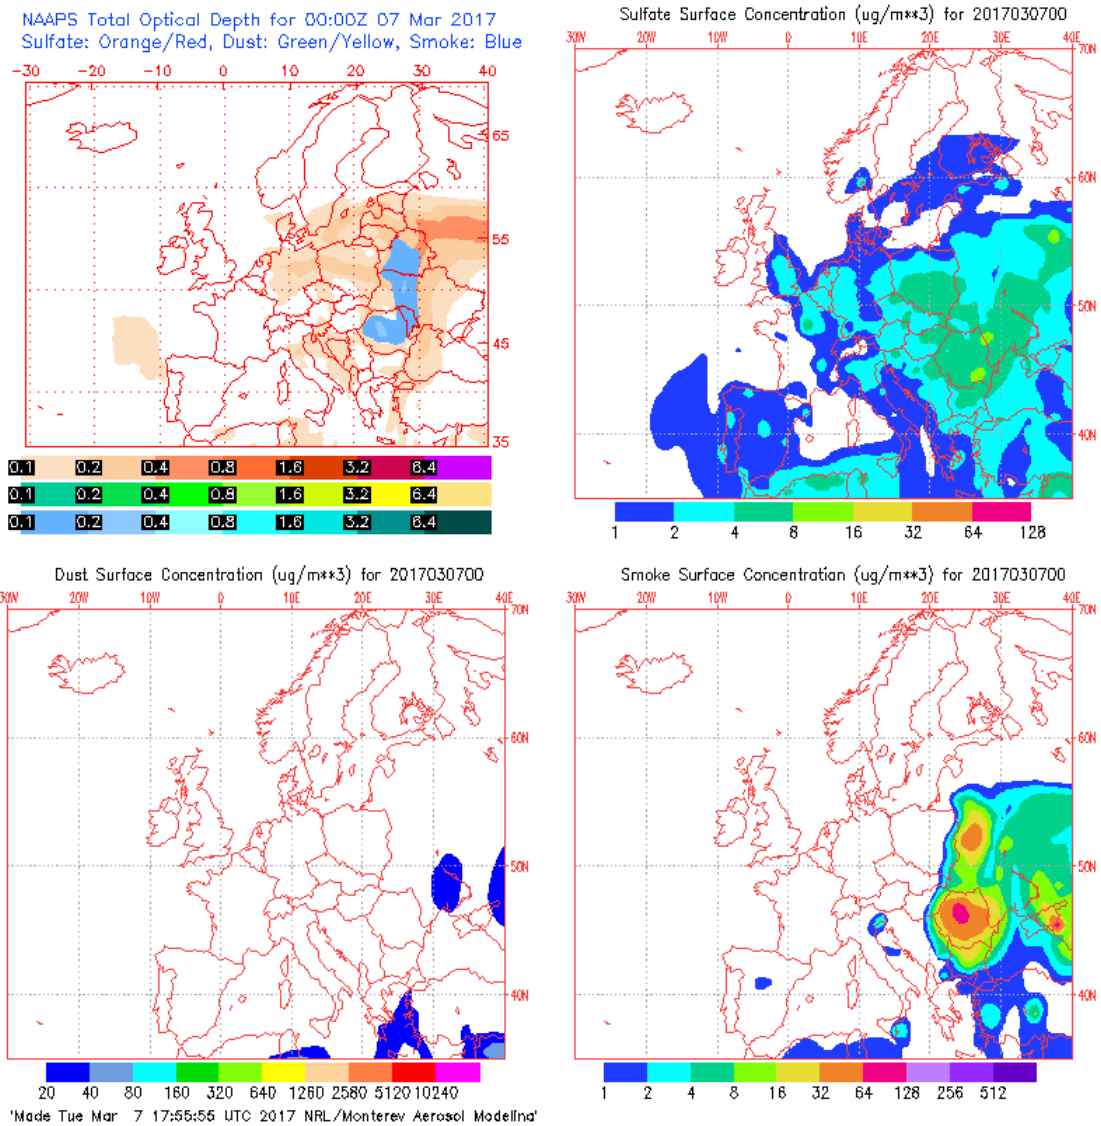 NAAPS Total Optical Depth for 00:00Z 07 Mar 2017
Sulfate: Orange/Red, Dust: Green/Yellow, Smoke: Blue
-30 -20 -10 0 10 20 30 40
65
55
45
35
0.1 0.2 0.4 0.8 1.6 3.2 6.4
0.1 0.2 0.4 0.8 1.6 3.2 6.4
0.1 0.2 0.4 0.8 1.6 3.2 6.4
Sulfate Surface Concentration (ug/m**3) for 2017030700
30W 20W 10W 0 10E 20E 30E 40E
70N
60N
50N
40N
1 2 4 8 16 32 64 128
Dust Surface Concentration (ug/m**3) for 2017030700
30W 20W 10W 0 10E 20E 30E 40E
70N
60N
50N
40N
20 40 80 160 320 640 1260 2580 5120 10240
'Made Tue Mar 7 17:55:55 UTC 2017 NRL/Monterey Aerosol Modeling'
Smoke Surface Concentration (ug/m**3) for 2017030700
30W 20W 10W 0 10E 20E 30E 40E
70N
60N
50N
40N
1 2 4 8 16 32 64 128 256 512